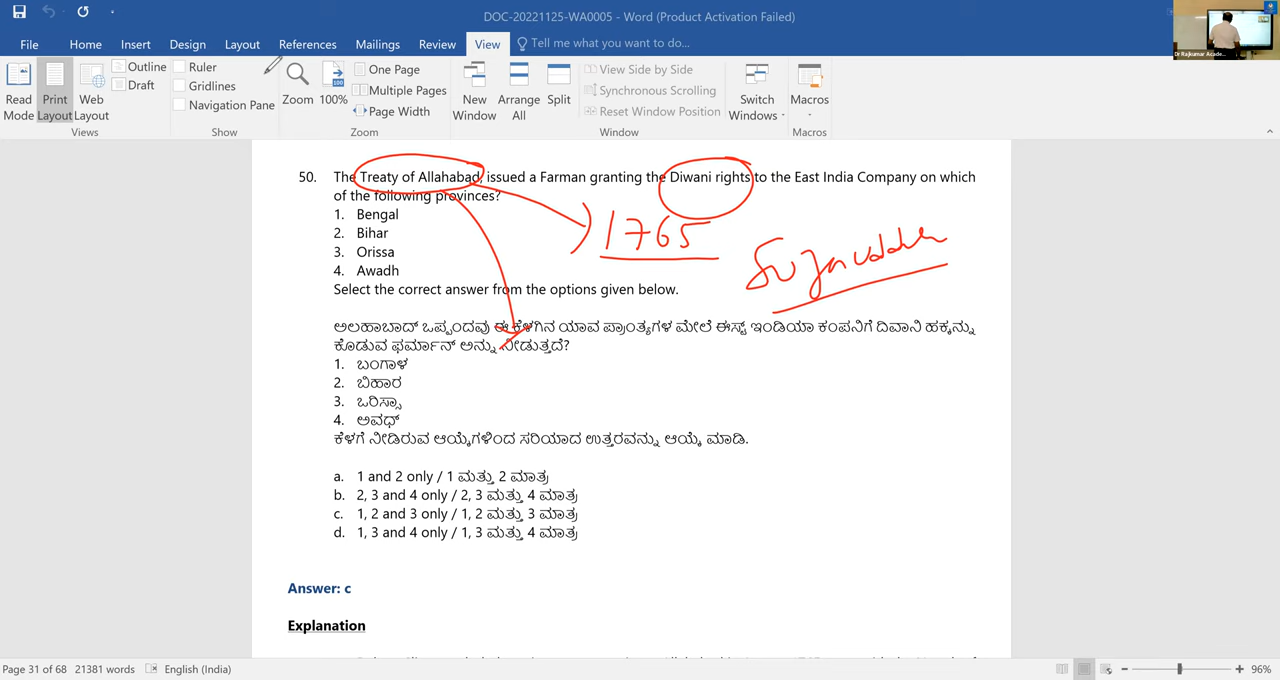 DOC-20221125-WA0005 - Word (Product Activation Failed)
File Home Insert Design Layout References Mailings Review View Tell me what you want to do...
Read Mode
Print Layout
Web Layout
Outline
Draft
Views
Ruler
Gridlines
Navigation Pane
Show
Zoom
100%
One Page
Multiple Pages
Page Width
Zoom
New Window
Arrange All
Split
View Side by Side
Synchronous Scrolling
Reset Window Position
Window
Switch Windows
Macros
Macros
Dr Rajkumar Acade...
50. The Treaty of Allahabad, issued a Farman granting the Diwani rights to the East India Company on which
of the following provinces?
1. Bengal
2. Bihar
3. Orissa
4. Awadh
Select the correct answer from the options given below.
1765
ಅಲಹಾಬಾದ್ ಒಪ್ಪಂದವು ಈ ಕೆಳಗಿನ ಯಾವ ಪ್ರಾಂತ್ಯಗಳ ಮೇಲೆ ಈಸ್ಟ್ ಇಂಡಿಯಾ ಕಂಪನಿಗೆ ದಿವಾನಿ ಹಕ್ಕನ್ನು
ಕೊಡುವ ಫರ್ಮಾನ್ ಅನ್ನು ನೀಡುತ್ತದೆ?
1. ಬಂಗಾಳ
2. ಬಿಹಾರ
3. ಒರಿಸ್ಸಾ
4. ಅವಧ್
ಕೆಳಗೆ ನೀಡಿರುವ ಆಯ್ಕೆಗಳಿಂದ ಸರಿಯಾದ ಉತ್ತರವನ್ನು ಆಯ್ಕೆ ಮಾಡಿ.
a. 1 and 2 only / 1 ಮತ್ತು 2 ಮಾತ್ರ
b. 2, 3 and 4 only / 2, 3 ಮತ್ತು 4 ಮಾತ್ರ
c. 1, 2 and 3 only / 1, 2 ಮತ್ತು 3 ಮಾತ್ರ
d. 1, 3 and 4 only / 1, 3 ಮತ್ತು 4 ಮಾತ್ರ
Answer: c
Explanation
Page 31 of 68 21381 words English (India) 96%